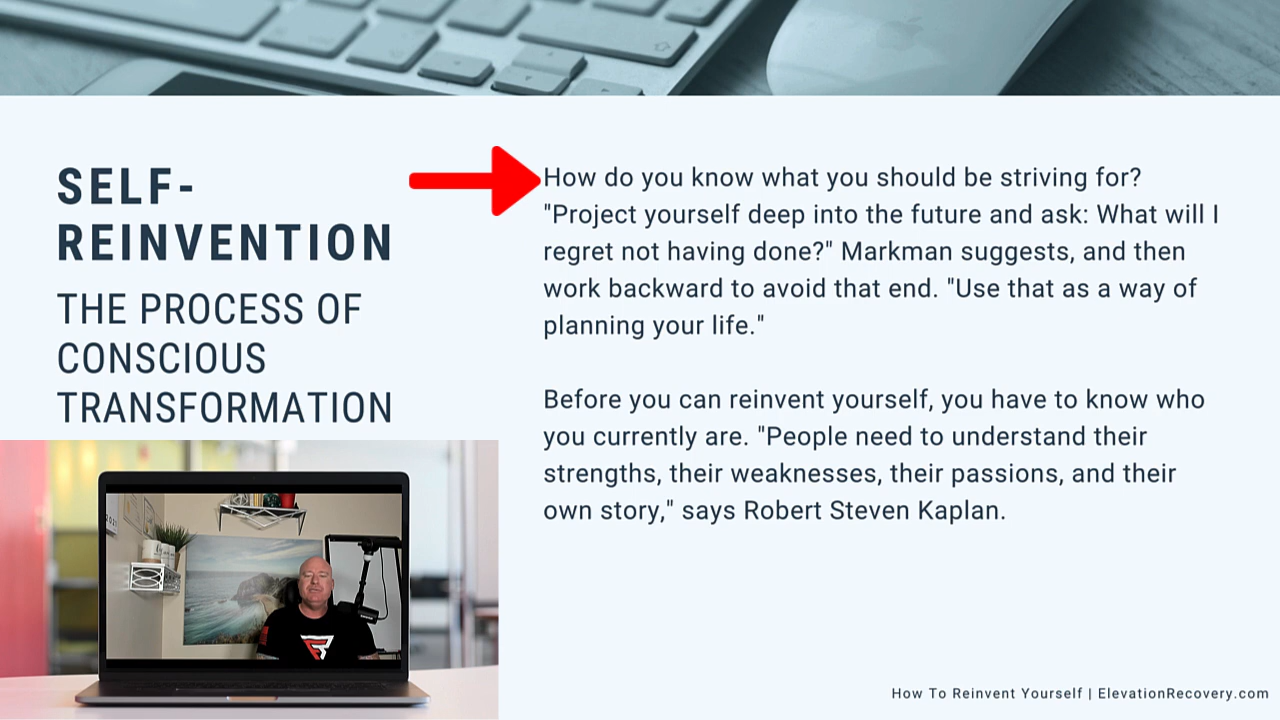 SELF-
REINVENTION
THE PROCESS OF
CONSCIOUS
TRANSFORMATION
How do you know what you should be striving for?
"Project yourself deep into the future and ask: What will I
regret not having done?" Markman suggests, and then
work backward to avoid that end. "Use that as a way of
planning your life."
Before you can reinvent yourself, you have to know who
you currently are. "People need to understand their
strengths, their weaknesses, their passions, and their
own story," says Robert Steven Kaplan.
How To Reinvent Yourself | ElevationRecovery.com